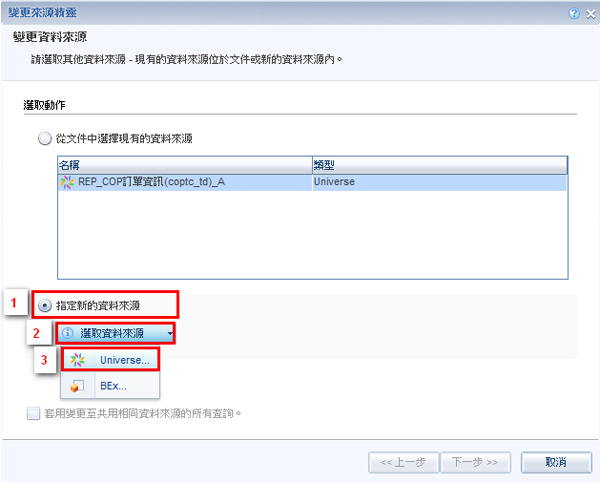 變更來源精靈
變更資料來源
請選取其他資料來源 - 現有的資料來源位於文件或新的資料來源內。
選取動作
從文件中選擇現有的資料來源
名稱 類型
REP_COP訂單資訊(coptc_td)_A Universe
1 指定新的資料來源
2 選取資料來源
3 Universe...
BEx...
套用變更至共用相同資料來源的所有查詢。
<< 上一步 下一步 >> 取消